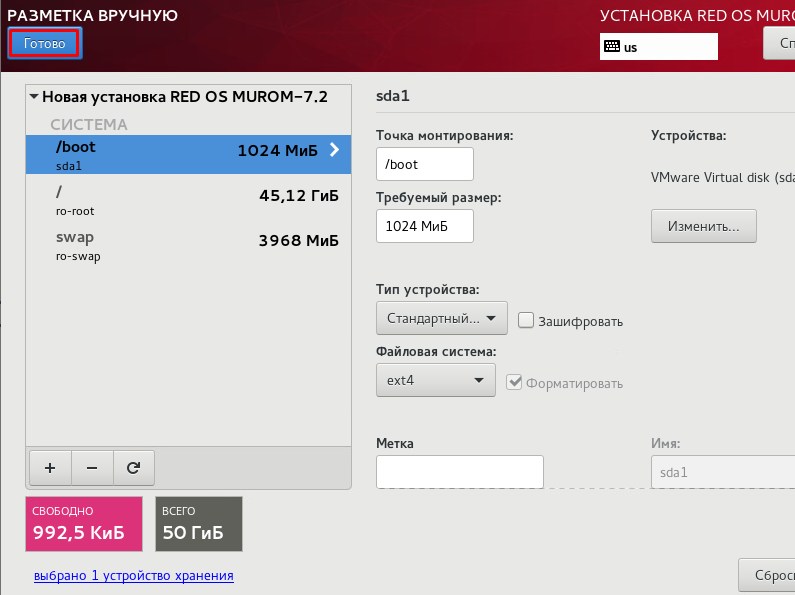 РАЗМЕТКА ВРУЧНУЮ
УСТАНОВКА RED OS MURO
Готово
us
Сп
Новая установка RED OS MUROM-7.2
СИСТЕМА
/boot
1024 МиБ
sda1
/
45,12 ГиБ
ro-root
swap
3968 МиБ
ro-swap
+ −
СВОБОДНО
992,5 КиБ
ВСЕГО
50 ГиБ
выбрано 1 устройство хранения
sda1
Точка монтирования:
/boot
Требуемый размер:
1024 МиБ
Устройства:
VMware Virtual disk (sda
Изменить...
Тип устройства:
Стандартный...
Зашифровать
Файловая система:
ext4
Форматировать
Метка
Имя:
sda1
Сброс